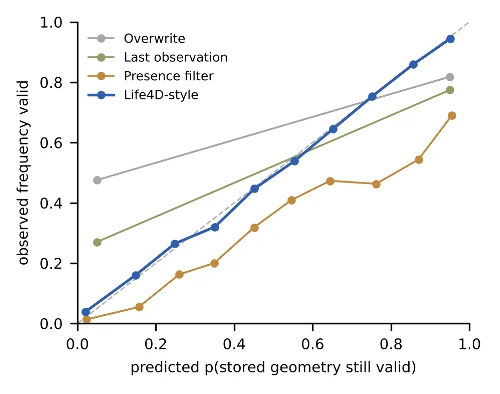 1.0
0.8
0.6
0.4
0.2
0.0
observed frequency valid
Overwrite
Last observation
Presence filter
Life4D-style
0.0 0.2 0.4 0.6 0.8 1.0
predicted p(stored geometry still valid)